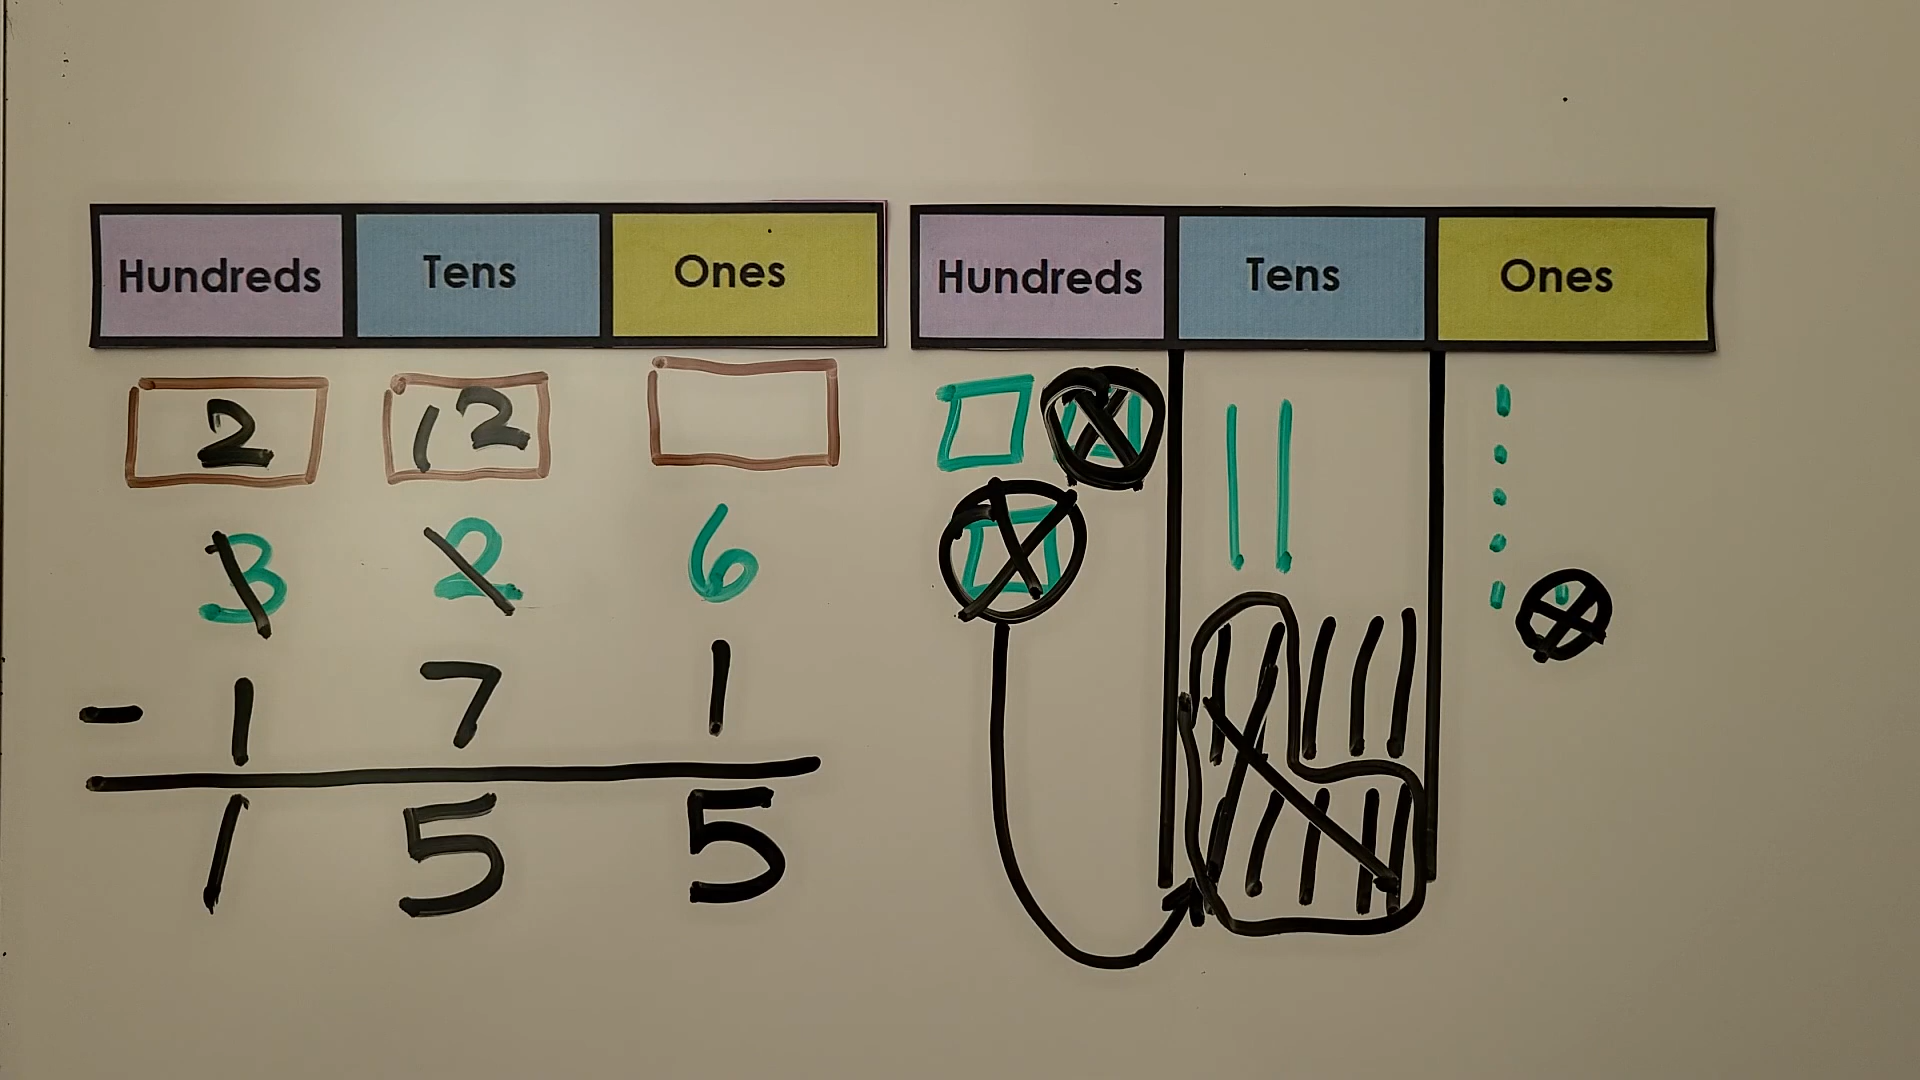 Hundreds Tens Ones Hundreds Tens Ones
2 12
3 2 6
- 1 7 1
1 5 5